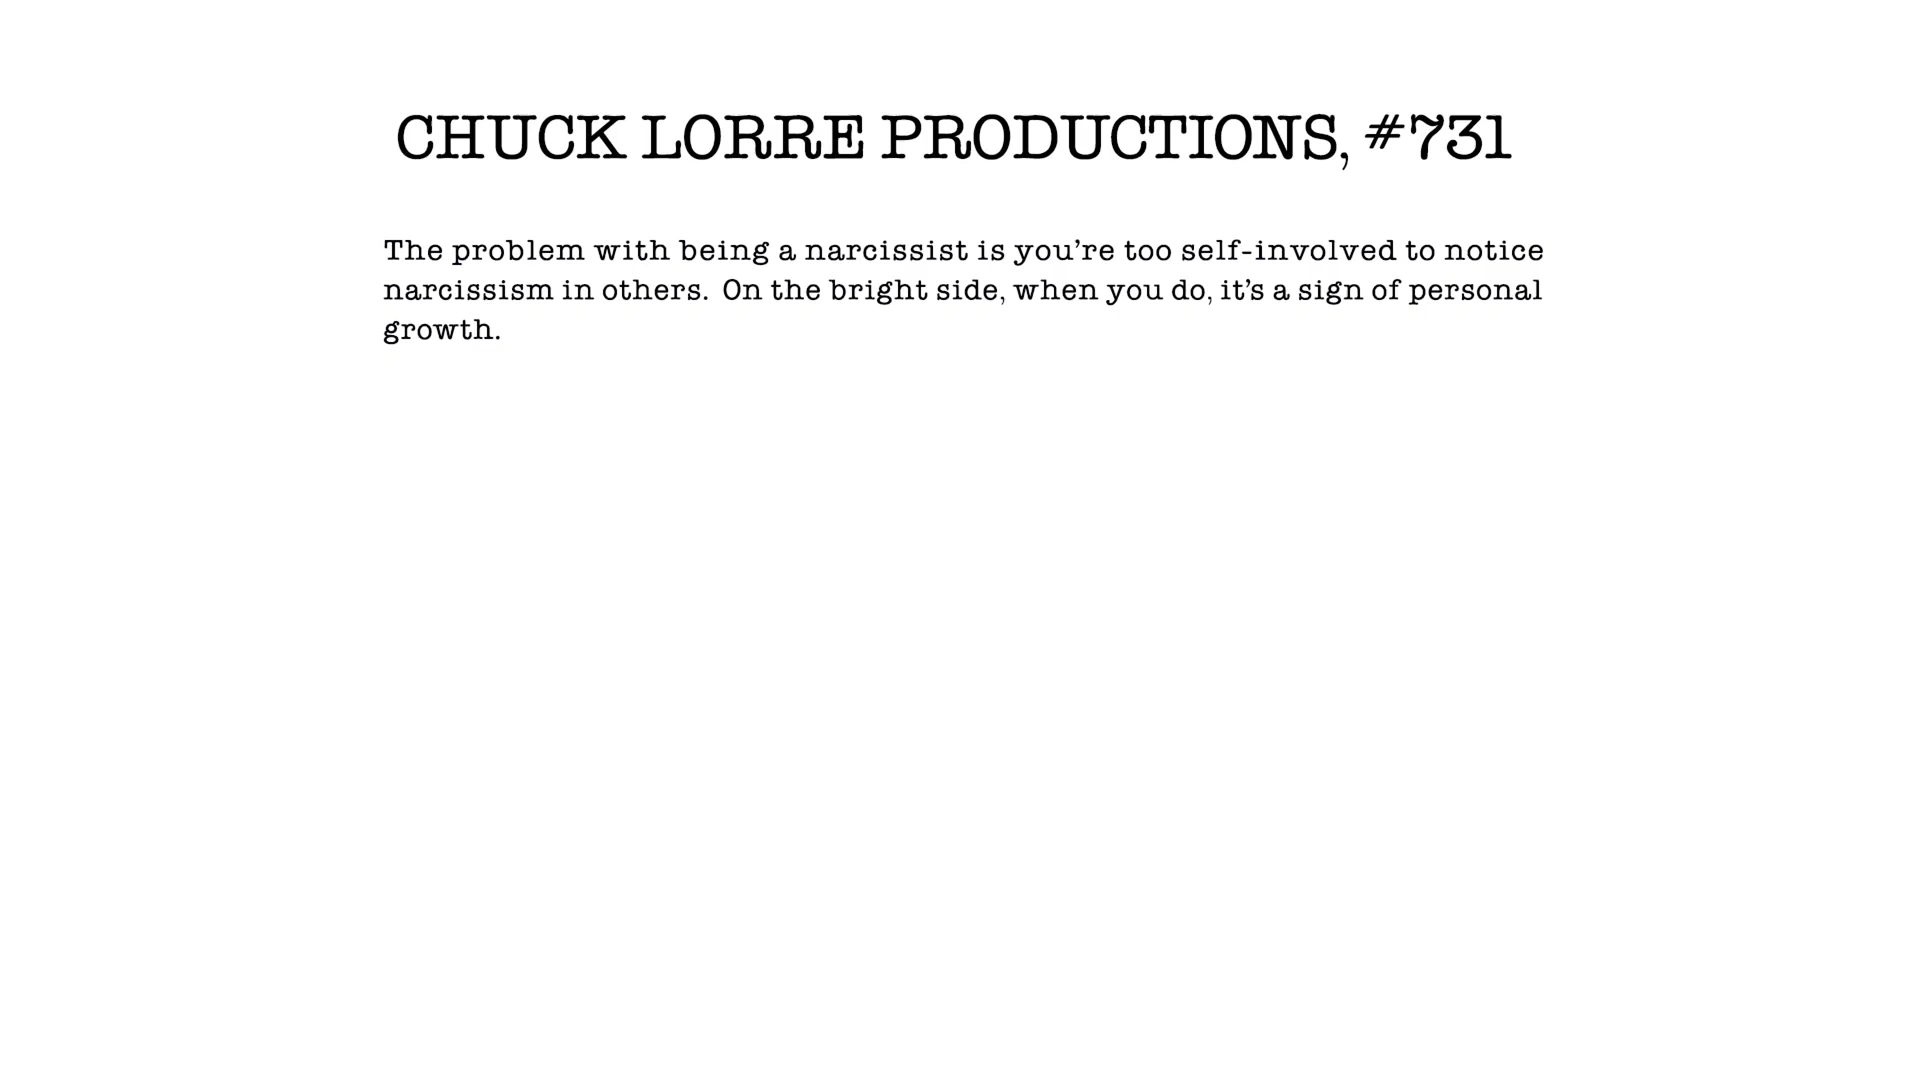 CHUCK LORRE PRODUCTIONS, #731
The problem with being a narcissist is you’re too self-involved to notice
narcissism in others.  On the bright side, when you do, it’s a sign of personal
growth.